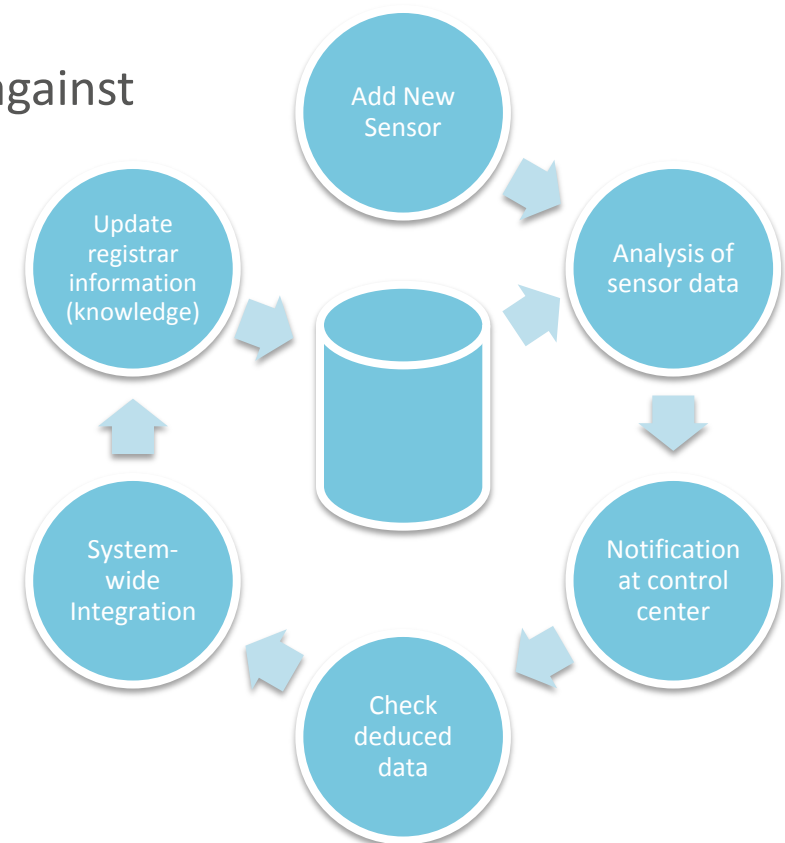 against
Add New
Sensor
Analysis of
sensor data
Notification
at control
center
Check
deduced
data
System-
wide
Integration
Update
registrar
information
(knowledge)